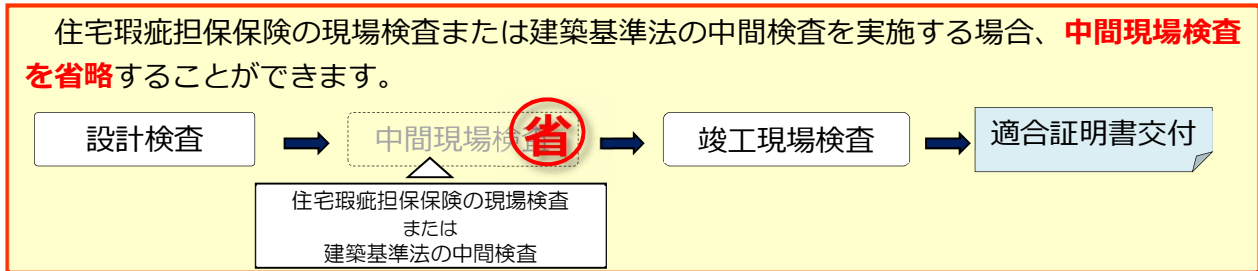 住宅瑕疵担保保険の現場検査または建築基準法の中間検査を実施する場合、中間現場検査
を省略することができます。
設計検査
中間現場検査
省
竣工現場検査
適合証明書交付
住宅瑕疵担保保険の現場検査
または
建築基準法の中間検査